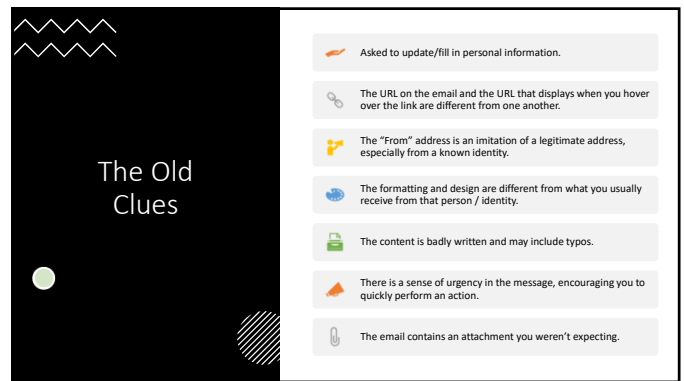 The Old
Clues
Asked to update/fill in personal information.
The URL on the email and the URL that displays when you hover
over the link are different from one another.
The “From” address is an imitation of a legitimate address,
especially from a known identity.
The formatting and design are different from what you usually
receive from that person / identity.
The content is badly written and may include typos.
There is a sense of urgency in the message, encouraging you to
quickly perform an action.
The email contains an attachment you weren’t expecting.